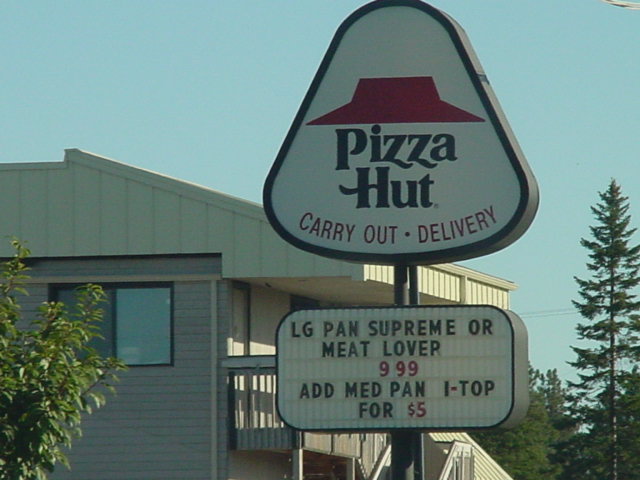 Pizza
Hut
CARRY OUT · DELIVERY
LG PAN SUPREME OR
MEAT LOVER
9 99
ADD MED PAN 1-TOP
FOR $5